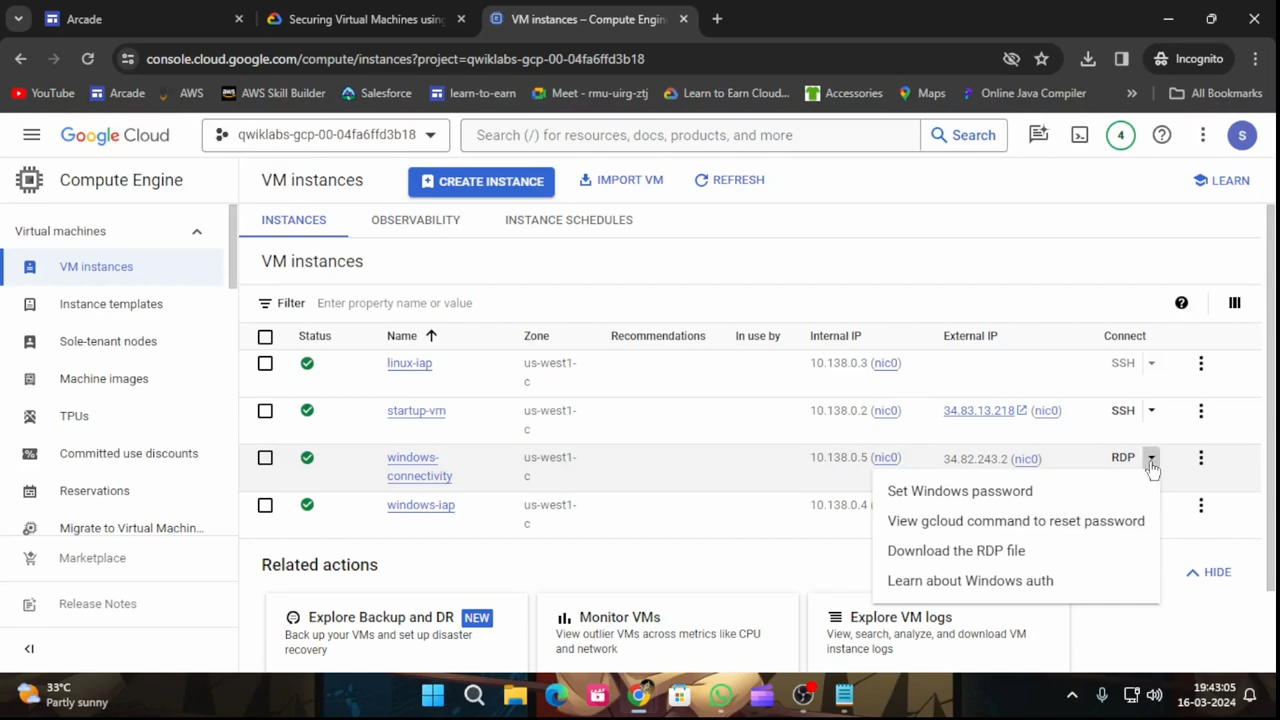 Arcade
Securing Virtual Machines using
VM instances – Compute Engin
console.cloud.google.com/compute/instances?project=qwiklabs-gcp-00-04fa6ffd3b18
Incognito
YouTube Arcade AWS AWS Skill Builder Salesforce learn-to-earn Meet - rmu-uirg-ztj Learn to Earn Cloud... Accessories Maps Online Java Compiler » All Bookmarks
Google Cloud
qwiklabs-gcp-00-04fa6ffd3b18
Search (/) for resources, docs, products, and more
Search
4
S
Compute Engine
VM instances
CREATE INSTANCE
IMPORT VM
REFRESH
LEARN
Virtual machines
VM instances
Instance templates
Sole-tenant nodes
Machine images
TPUs
Committed use discounts
Reservations
Migrate to Virtual Machin...
Marketplace
Release Notes
INSTANCES OBSERVABILITY INSTANCE SCHEDULES
VM instances
Filter Enter property name or value
Status Name Zone Recommendations In use by Internal IP External IP Connect
linux-iap us-west1- 10.138.0.3 (nic0) SSH
c
startup-vm us-west1- 10.138.0.2 (nic0) 34.83.13.218 (nic0) SSH
c
windows- us-west1- 10.138.0.5 (nic0) 34.82.243.2 (nic0) RDP
connectivity c
windows-iap us-west1- 10.138.0.4
c
Set Windows password
View gcloud command to reset password
Download the RDP file
Learn about Windows auth
Related actions
HIDE
Explore Backup and DR NEW
Back up your VMs and set up disaster
recovery
Monitor VMs
View outlier VMs across metrics like CPU
and network
Explore VM logs
View, search, analyze, and download VM
instance logs
33°C
Partly sunny
19:43:05
16-03-2024